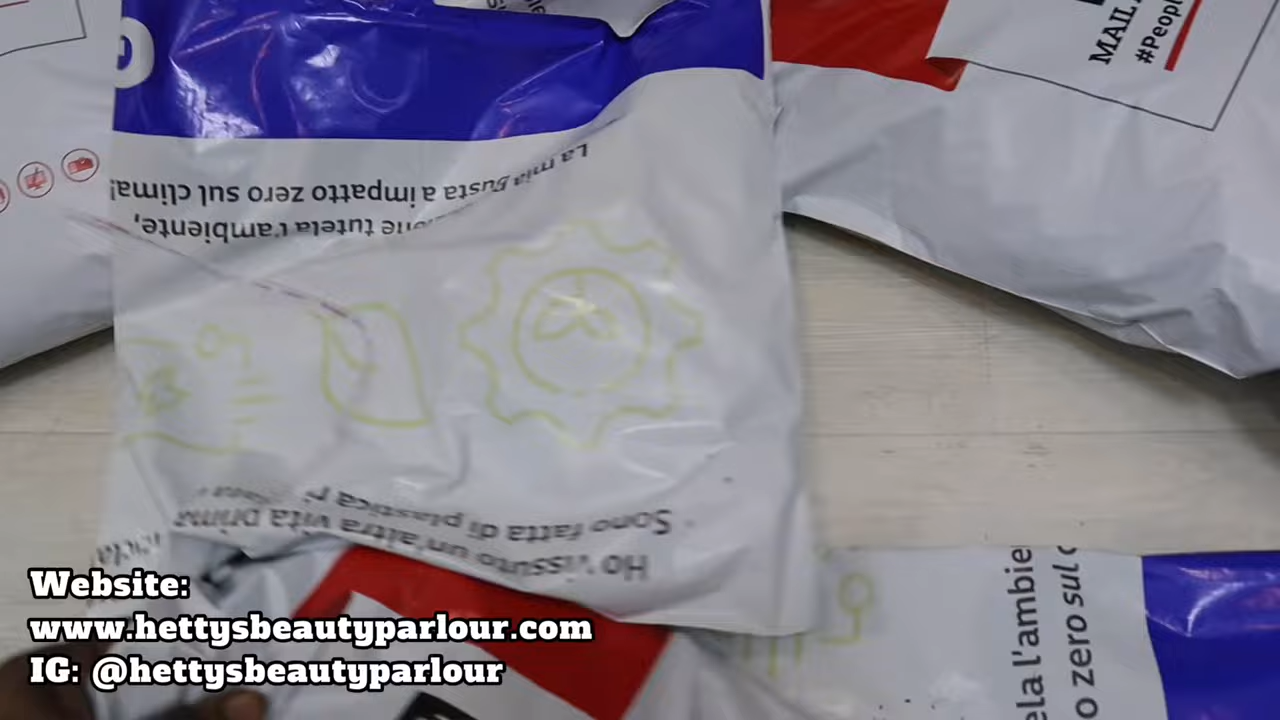 MAIL
#Peopl
La mia Busta a impatto zero sul clima!
tutela l'ambiente,
Sono fatta di plastica
Ho vissuto un'altra vita prima
ela l'ambie
o zero sul
Website:
www.hettysbeautyparlour.com
IG: @hettysbeautyparlour